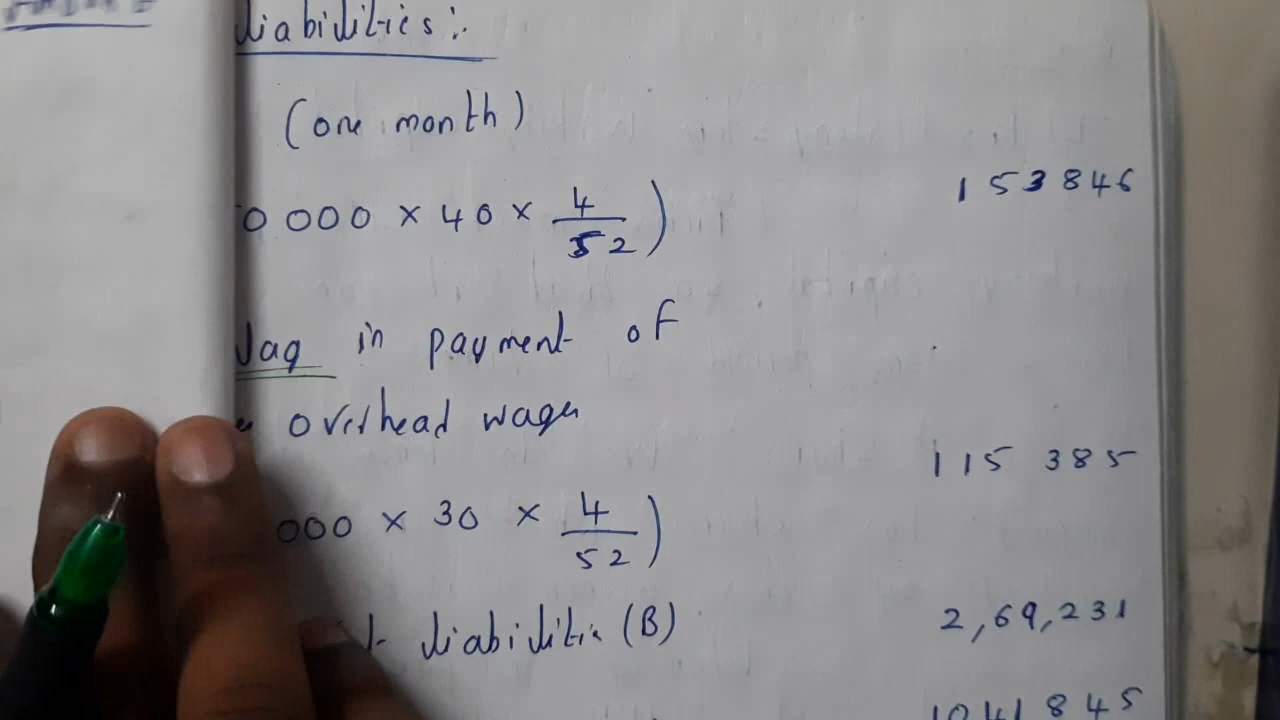 liabilities :-
(one month)
0 000 × 40 × 4/52) 153846
lag in payment of
overhead wages
000 × 30 × 4/52) 115 385
liabilities (B) 2,69,231
1041845